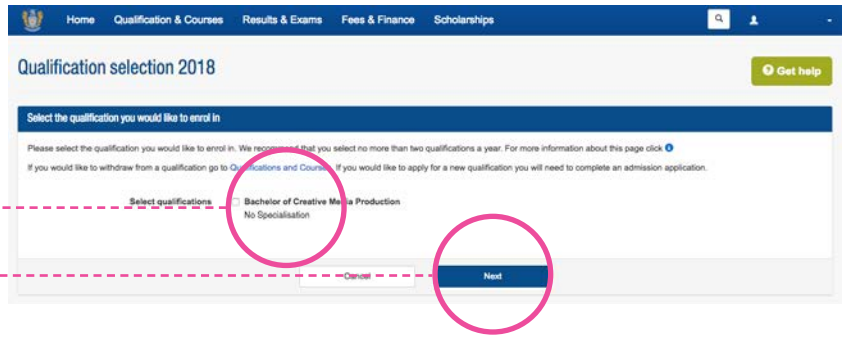 Home Qualification & Courses Results & Exams Fees & Finance Scholarships
Qualification selection 2018
Get help
Select the qualification you would like to enrol in
Please select the qualification you would like to enrol in. We recommend that you select no more than two qualifications a year. For more information about this page click
If you would like to withdraw from a qualification go to Qualifications and Courses. If you would like to apply for a new qualification you will need to complete an admission application.
Select qualifications Bachelor of Creative Media Production
No Specialisation
Cancel Next